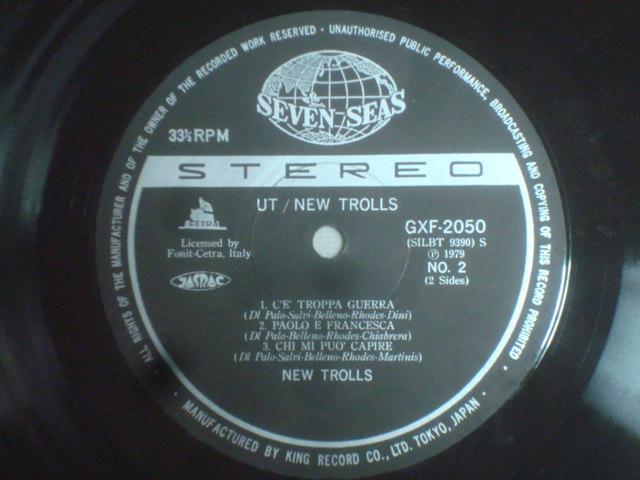 ALL RIGHTS OF THE MANUFACTURER AND OF THE OWNER OF THE RECORDED WORK RESERVED · UNAUTHORISED PUBLIC PERFORMANCE, BROADCASTING AND COPYING OF THIS RECORD PROHIBITED ·
SEVEN SEAS
33⅓ RPM
STEREO
UT / NEW TROLLS
CETRA
Licensed by
Fonit-Cetra, Italy
JASRAC
GXF-2050
(SILBT 9390) S
Ⓟ 1979
NO. 2
(2 Sides)
1. C'E' TROPPA GUERRA
(DI Palo-Salvi-Belleno-Rhodes-Dini)
2. PAOLO E FRANCESCA
(DI Palo-Belleno-Rhodes-Chiabrera)
3. CHI MI PUO' CAPIRE
(DI Palo-Salvi-Belleno-Rhodes-Martinis)
NEW TROLLS
· MANUFACTURED BY KING RECORD CO., LTD. TOKYO, JAPAN ·